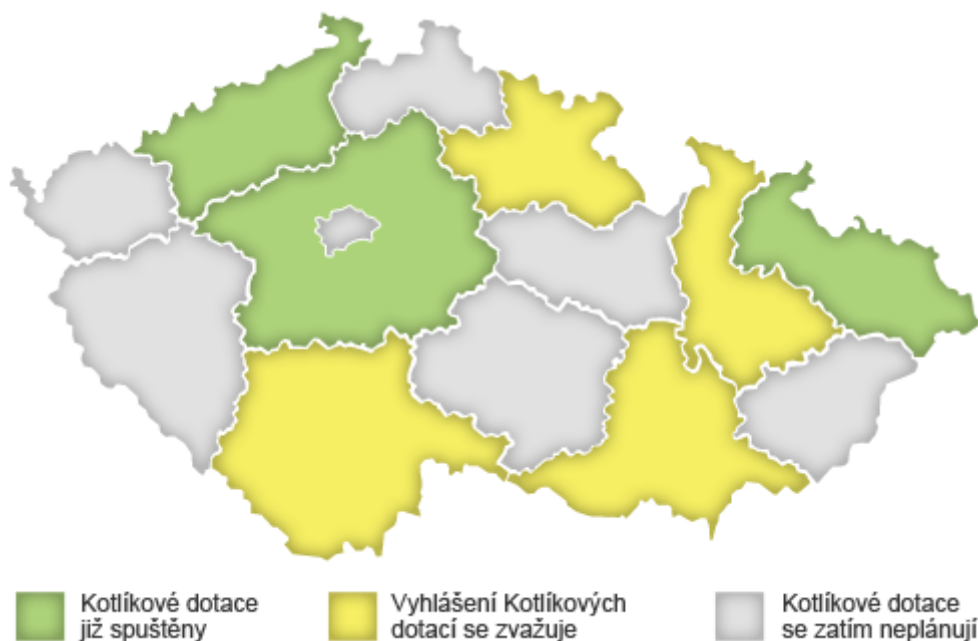 Kotlíkové dotace
již spuštěny
Vyhlášení Kotlíkových
dotací se zvažuje
Kotlíkové dotace
se zatím neplánují